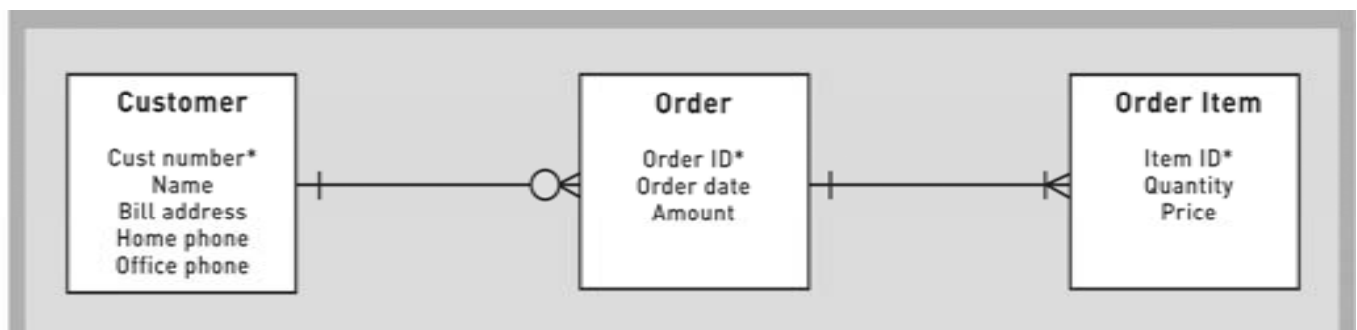 Customer
Cust number*
Name
Bill address
Home phone
Office phone
Order
Order ID*
Order date
Amount
Order Item
Item ID*
Quantity
Price